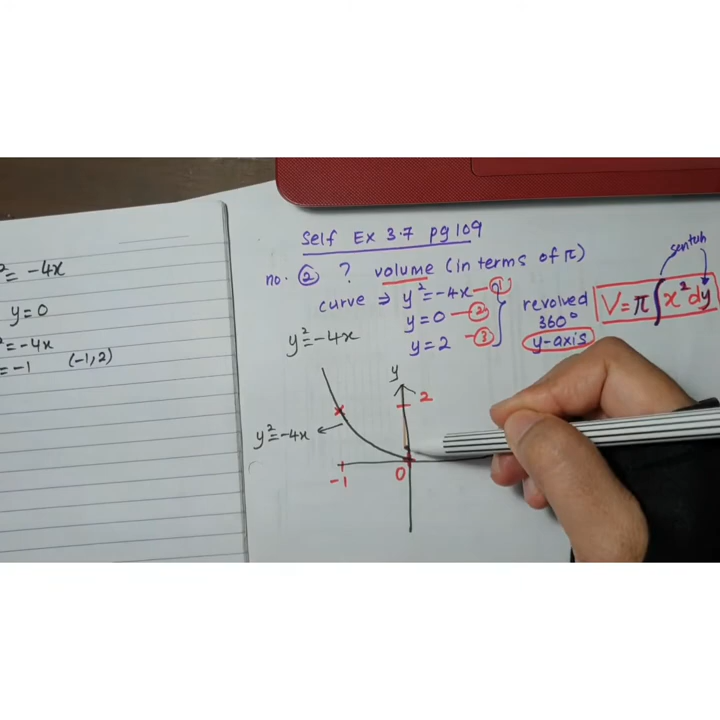 Self Ex 3.7 pg 109
no. ② ? volume (in terms of π)
curve ⇒ y² = -4x - ①
y = 0 - ②
y = 2 - ③
revolved
360°
y-axis
sentuh
V = π ∫ x² dy
y² = -4x
y
2
y² = -4x
-1
0
² = -4x
y = 0
² = -4x
= -1 (-1,2)